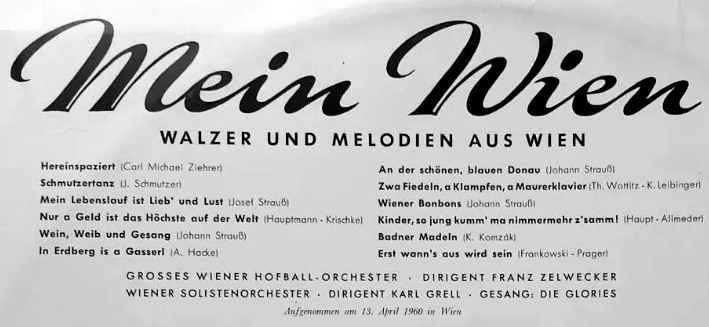 Mein Wien
WALZER UND MELODIEN AUS WIEN
Hereinspaziert (Carl Michael Ziehrer)
Schmutzertanz (J. Schmutzer)
Mein Lebenslauf ist Lieb' und Lust (Josef Strauß)
Nur a Geld ist das Höchste auf der Welt (Hauptmann - Krischke)
Wein, Weib und Gesang (Johann Strauß)
In Erdberg is a Gasserl (A. Hacke)
An der schönen, blauen Donau (Johann Strauß)
Zwa Fiedeln, a Klampfen, a Maurerklavier (Th. Wottitz - K. Leibinger)
Wiener Bonbons (Johann Strauß)
Kinder, so jung kumm' ma nimmermehr z'samm! (Haupt - Allmeder)
Badner Madeln (K. Komzák)
Erst wann's aus wird sein (Frankowski - Prager)
GROSSES WIENER HOFBALL-ORCHESTER · DIRIGENT FRANZ ZELWECKER
WIENER SOLISTENORCHESTER · DIRIGENT KARL GRELL · GESANG: DIE GLORIES
Aufgenommen am 13. April 1960 in Wien